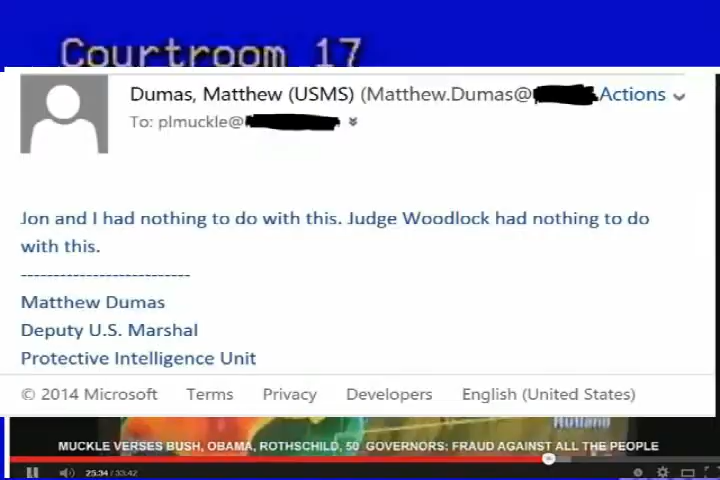 Courtroom 17
Dumas, Matthew (USMS) (Matthew.Dumas@ Actions
To: plmuckle@
Jon and I had nothing to do with this. Judge Woodlock had nothing to do
with this.
--------------------------
Matthew Dumas
Deputy U.S. Marshal
Protective Intelligence Unit
© 2014 Microsoft Terms Privacy Developers English (United States)
Rutland
MUCKLE VERSES BUSH, OBAMA, ROTHSCHILD, 50 GOVERNORS: FRAUD AGAINST ALL THE PEOPLE
25:34 / 33:42